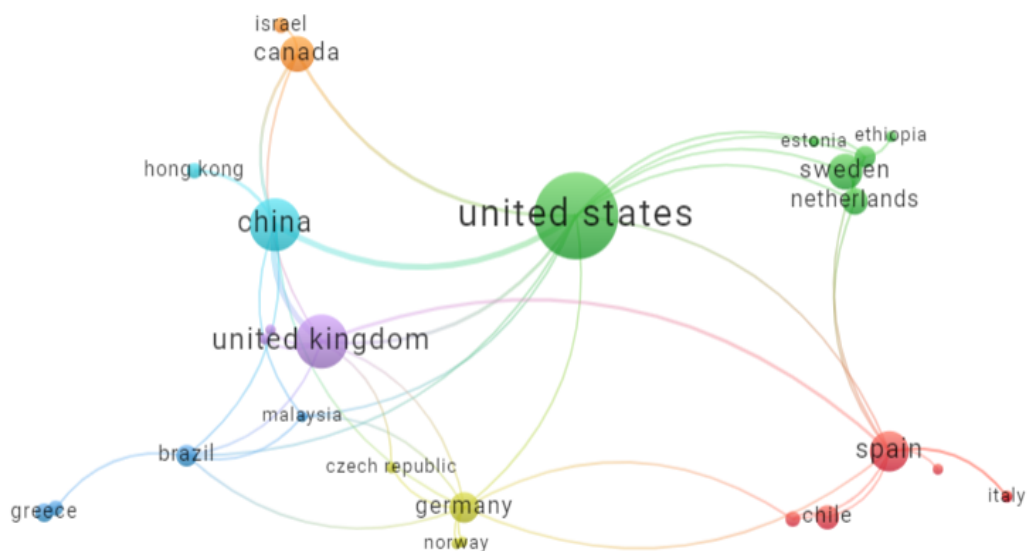 israel
canada
estonia
ethiopia
hong kong
sweden
netherlands
china
united states
united kingdom
malaysia
brazil
spain
czech republic
italy
greece
germany
chile
norway